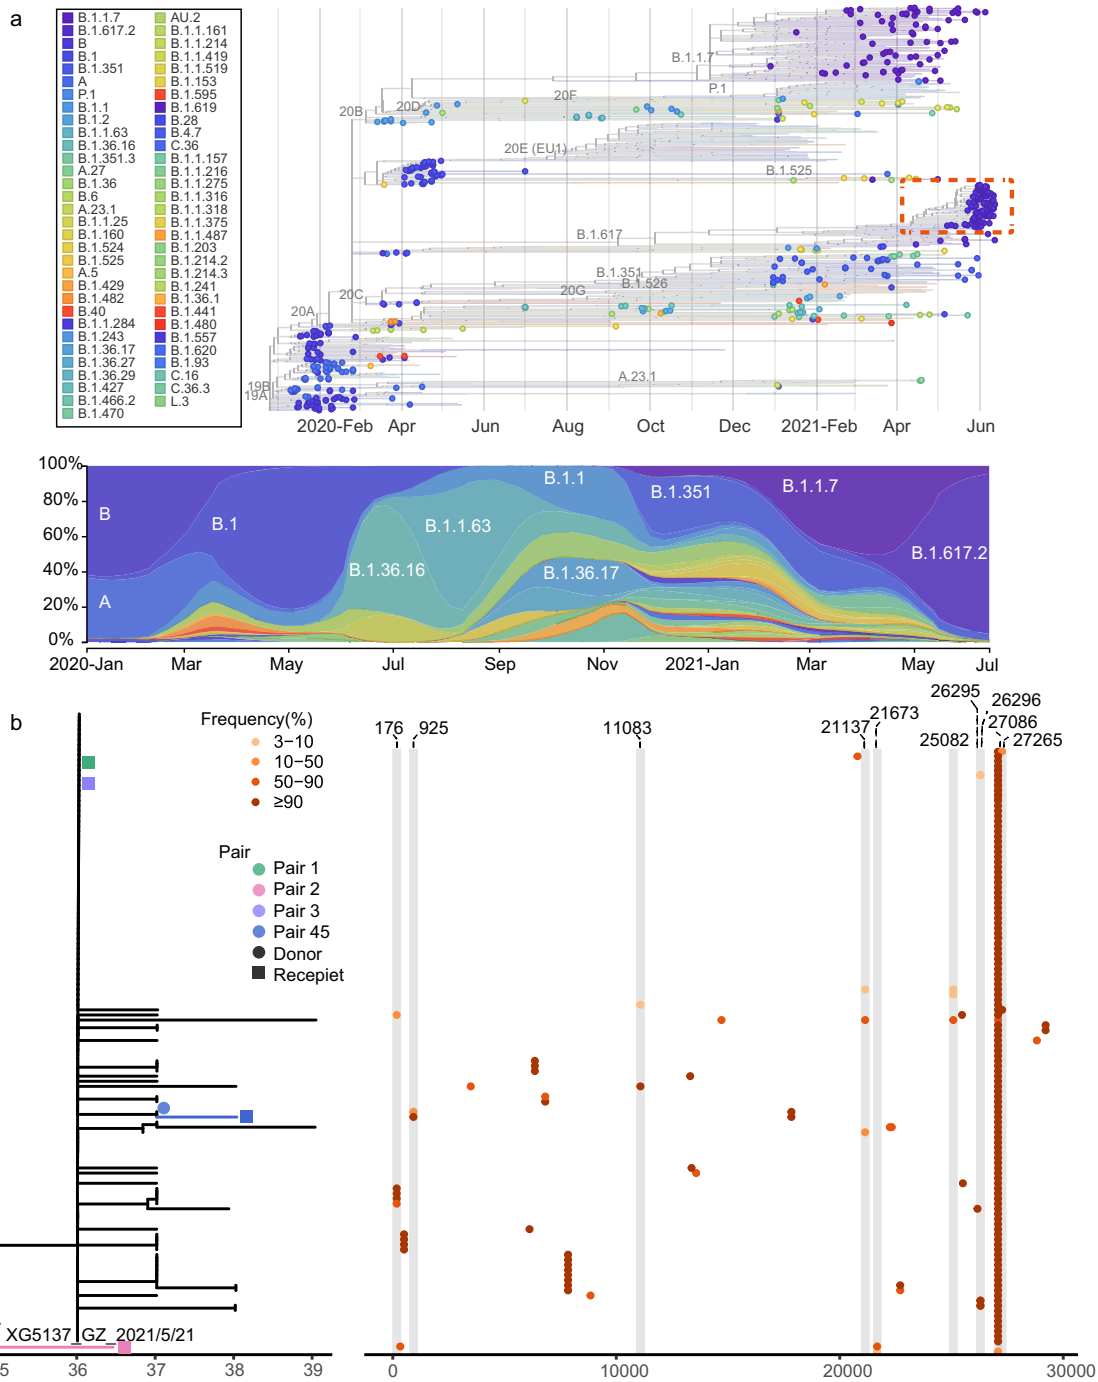 a
B.1.1.7
B.1.617.2
B
B.1
B.1.351
A
P.1
B.1.1
B.1.2
B.1.1.63
B.1.36.16
B.1.351.3
A.27
B.1.36
B.6
A.23.1
B.1.1.25
B.1.160
B.1.524
B.1.525
A.5
B.1.429
B.1.482
B.40
B.1.1.284
B.1.243
B.1.36.17
B.1.36.27
B.1.36.29
B.1.427
B.1.466.2
B.1.470
AU.2
B.1.1.161
B.1.1.214
B.1.1.419
B.1.1.519
B.1.153
B.1.595
B.1.619
B.28
B.4.7
C.36
B.1.1.157
B.1.1.216
B.1.1.275
B.1.1.316
B.1.1.318
B.1.1.375
B.1.1.487
B.1.203
B.1.214.2
B.1.214.3
B.1.241
B.1.36.1
B.1.441
B.1.480
B.1.557
B.1.620
B.1.93
C.16
C.36.3
L.3
B.1.1.7
P.1
20F
20D
20B
20E (EU1)
B.1.525
B.1.617
B.1.351
B.1.526
20G
20C
20A
A.23.1
19B
19A
2020-Feb Apr Jun Aug Oct Dec 2021-Feb Apr Jun
100%
80%
60%
40%
20%
0%
B
A
B.1
B.1.36.16
B.1.1.63
B.1.1
B.1.36.17
B.1.351
B.1.1.7
B.1.617.2
2020-Jan Mar May Jul Sep Nov 2021-Jan Mar May Jul
b
Frequency(%)
3−10
10−50
50−90
≥90
Pair
Pair 1
Pair 2
Pair 3
Pair 45
Donor
Recepiet
XG5137_GZ_2021/5/21
5 36 37 38 39
176 925 11083 21137 21673 25082 26295 26296 27086 27265
0 10000 20000 30000